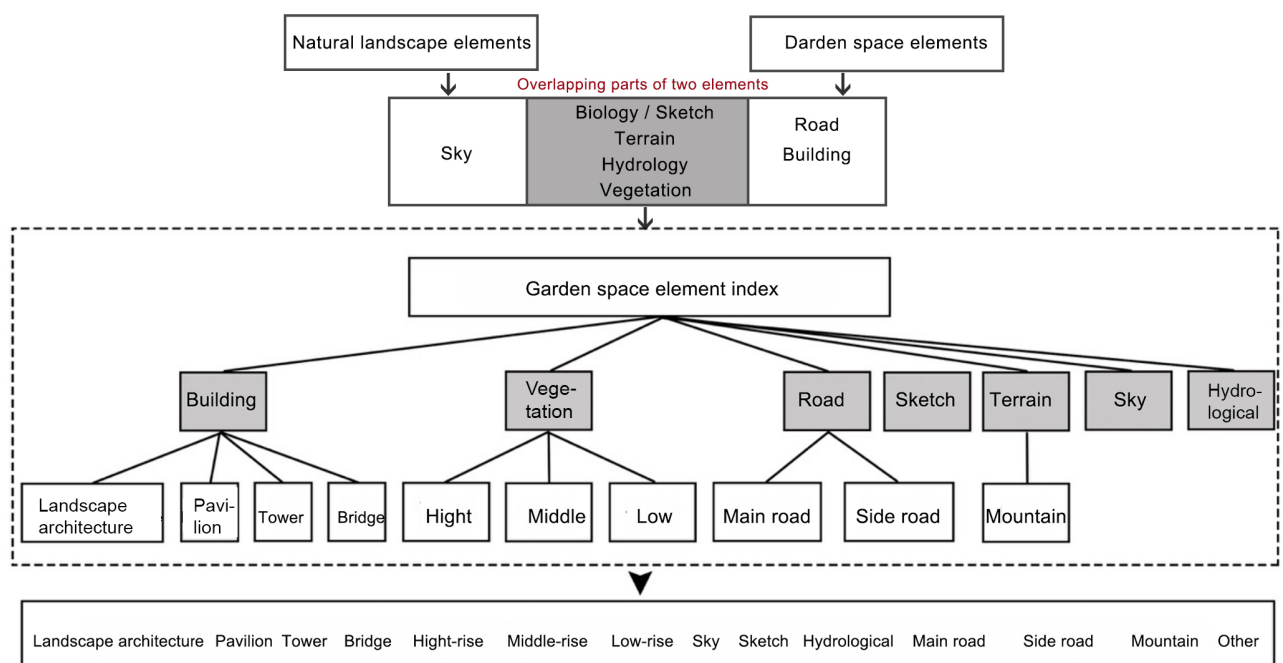 Natural landscape elements
Darden space elements
Overlapping parts of two elements
Sky
Biology / Sketch
Terrain
Hydrology
Vegetation
Road
Building
Garden space element index
Building
Vege-
tation
Road
Sketch
Terrain
Sky
Hydro-
logical
Landscape
architecture
Pavi-
lion
Tower
Bridge
Hight
Middle
Low
Main road
Side road
Mountain
Landscape architecture Pavilion Tower Bridge Hight-rise Middle-rise Low-rise Sky Sketch Hydrological Main road Side road Mountain Other